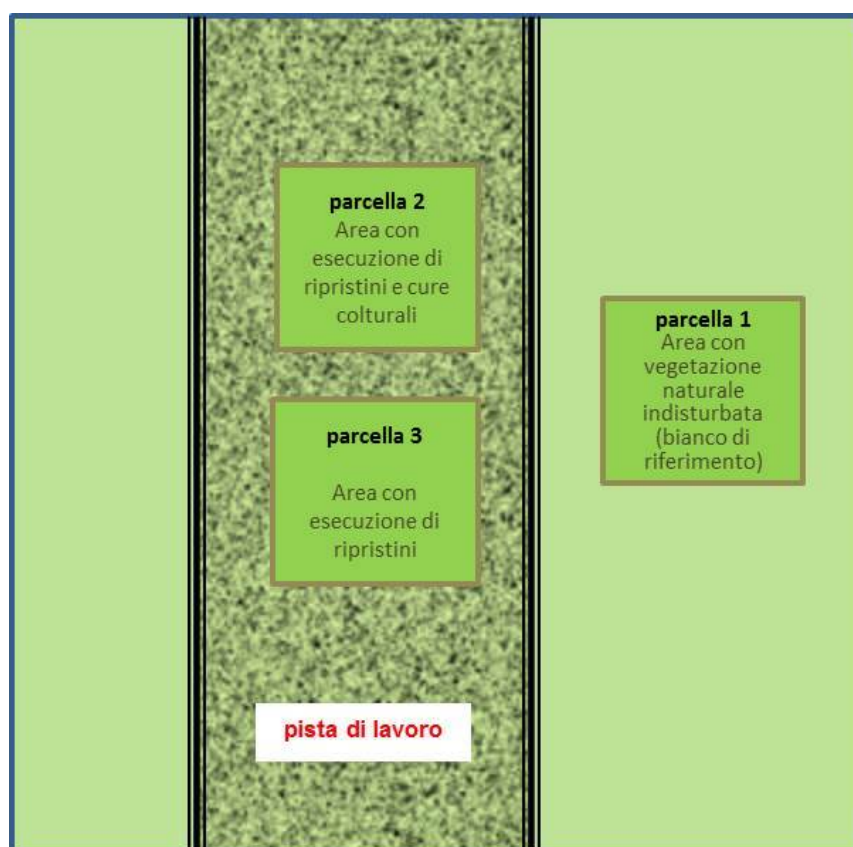 parcella 2
Area con
esecuzione di
ripristini e cure
colturali
parcella 1
Area con
vegetazione
naturale
indisturbata
(bianco di
riferimento)
parcella 3
Area con
esecuzione di
ripristini
pista di lavoro